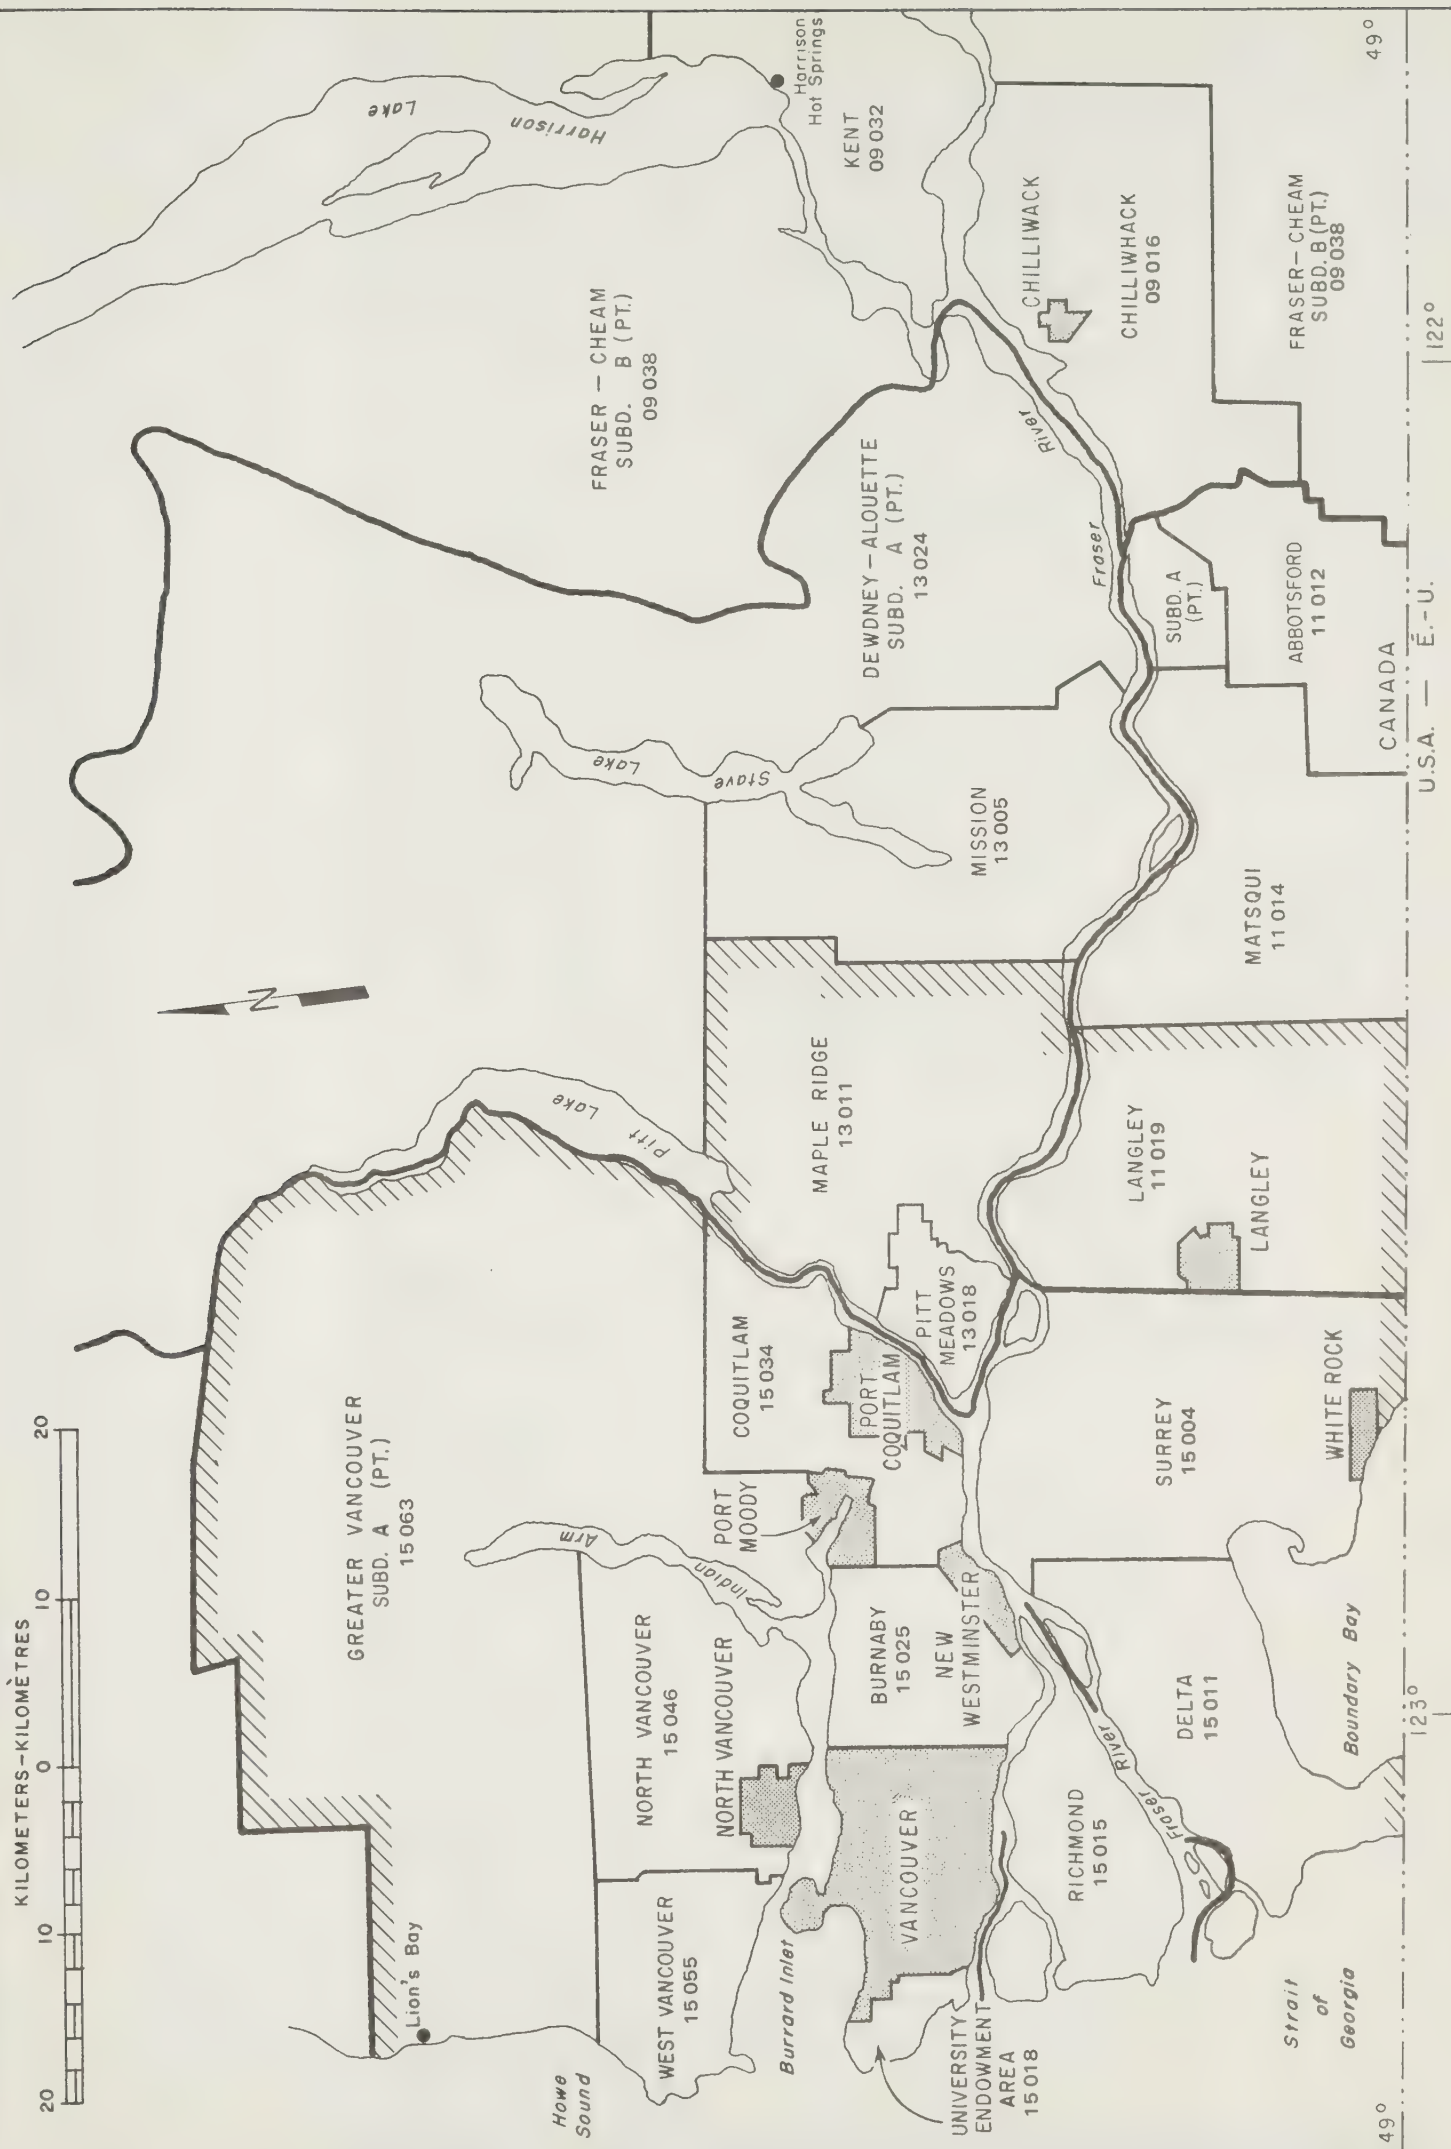 KILOMETERS-KILOMÈTRES
20
10
0
10
20
N
Harrison
Lake
Harrison
Hot Springs
KENT
09 032
FRASER – CHEAM
SUBD. B (PT.)
09 038
DEWDNEY – ALOUETTE
SUBD. A (PT.)
13 024
CHILLIWACK
CHILLIWHACK
09 016
FRASER – CHEAM
SUBD. B (PT.)
09 038
Fraser
River
SUBD. A
(PT.)
ABBOTSFORD
11 012
Stave
Lake
MISSION
13 005
MATSQUI
11 014
Pitt
Lake
MAPLE RIDGE
13 011
PITT
MEADOWS
13 018
LANGLEY
11 019
LANGLEY
GREATER VANCOUVER
SUBD. A (PT.)
15 063
COQUITLAM
15 034
PORT
COQUITLAM
PORT
MOODY
Indian
Arm
SURREY
15 004
WHITE ROCK
Lion's Bay
Howe
Sound
WEST VANCOUVER
15 055
NORTH VANCOUVER
15 046
NORTH VANCOUVER
Burrard Inlet
BURNABY
15 025
NEW
WESTMINSTER
VANCOUVER
UNIVERSITY
ENDOWMENT
AREA
15 018
RICHMOND
15 015
Fraser
River
DELTA
15 011
Boundary Bay
Strait
of
Georgia
CANADA
U.S.A. — É.-U.
49°
49°
123°
122°